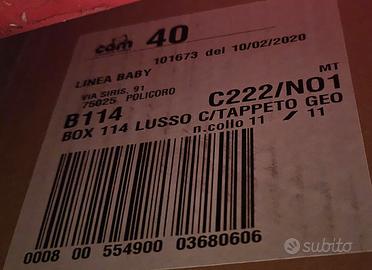 cam 40
101673 del 10/02/2020
LINEA BABY
VIA SIRIS, 91
75025 POLICORO MT
B114 C222/NO1
BOX 114 LUSSO C/TAPPETO GEO
n.collo 11 / 11
0008 00 554900 03680606
subito